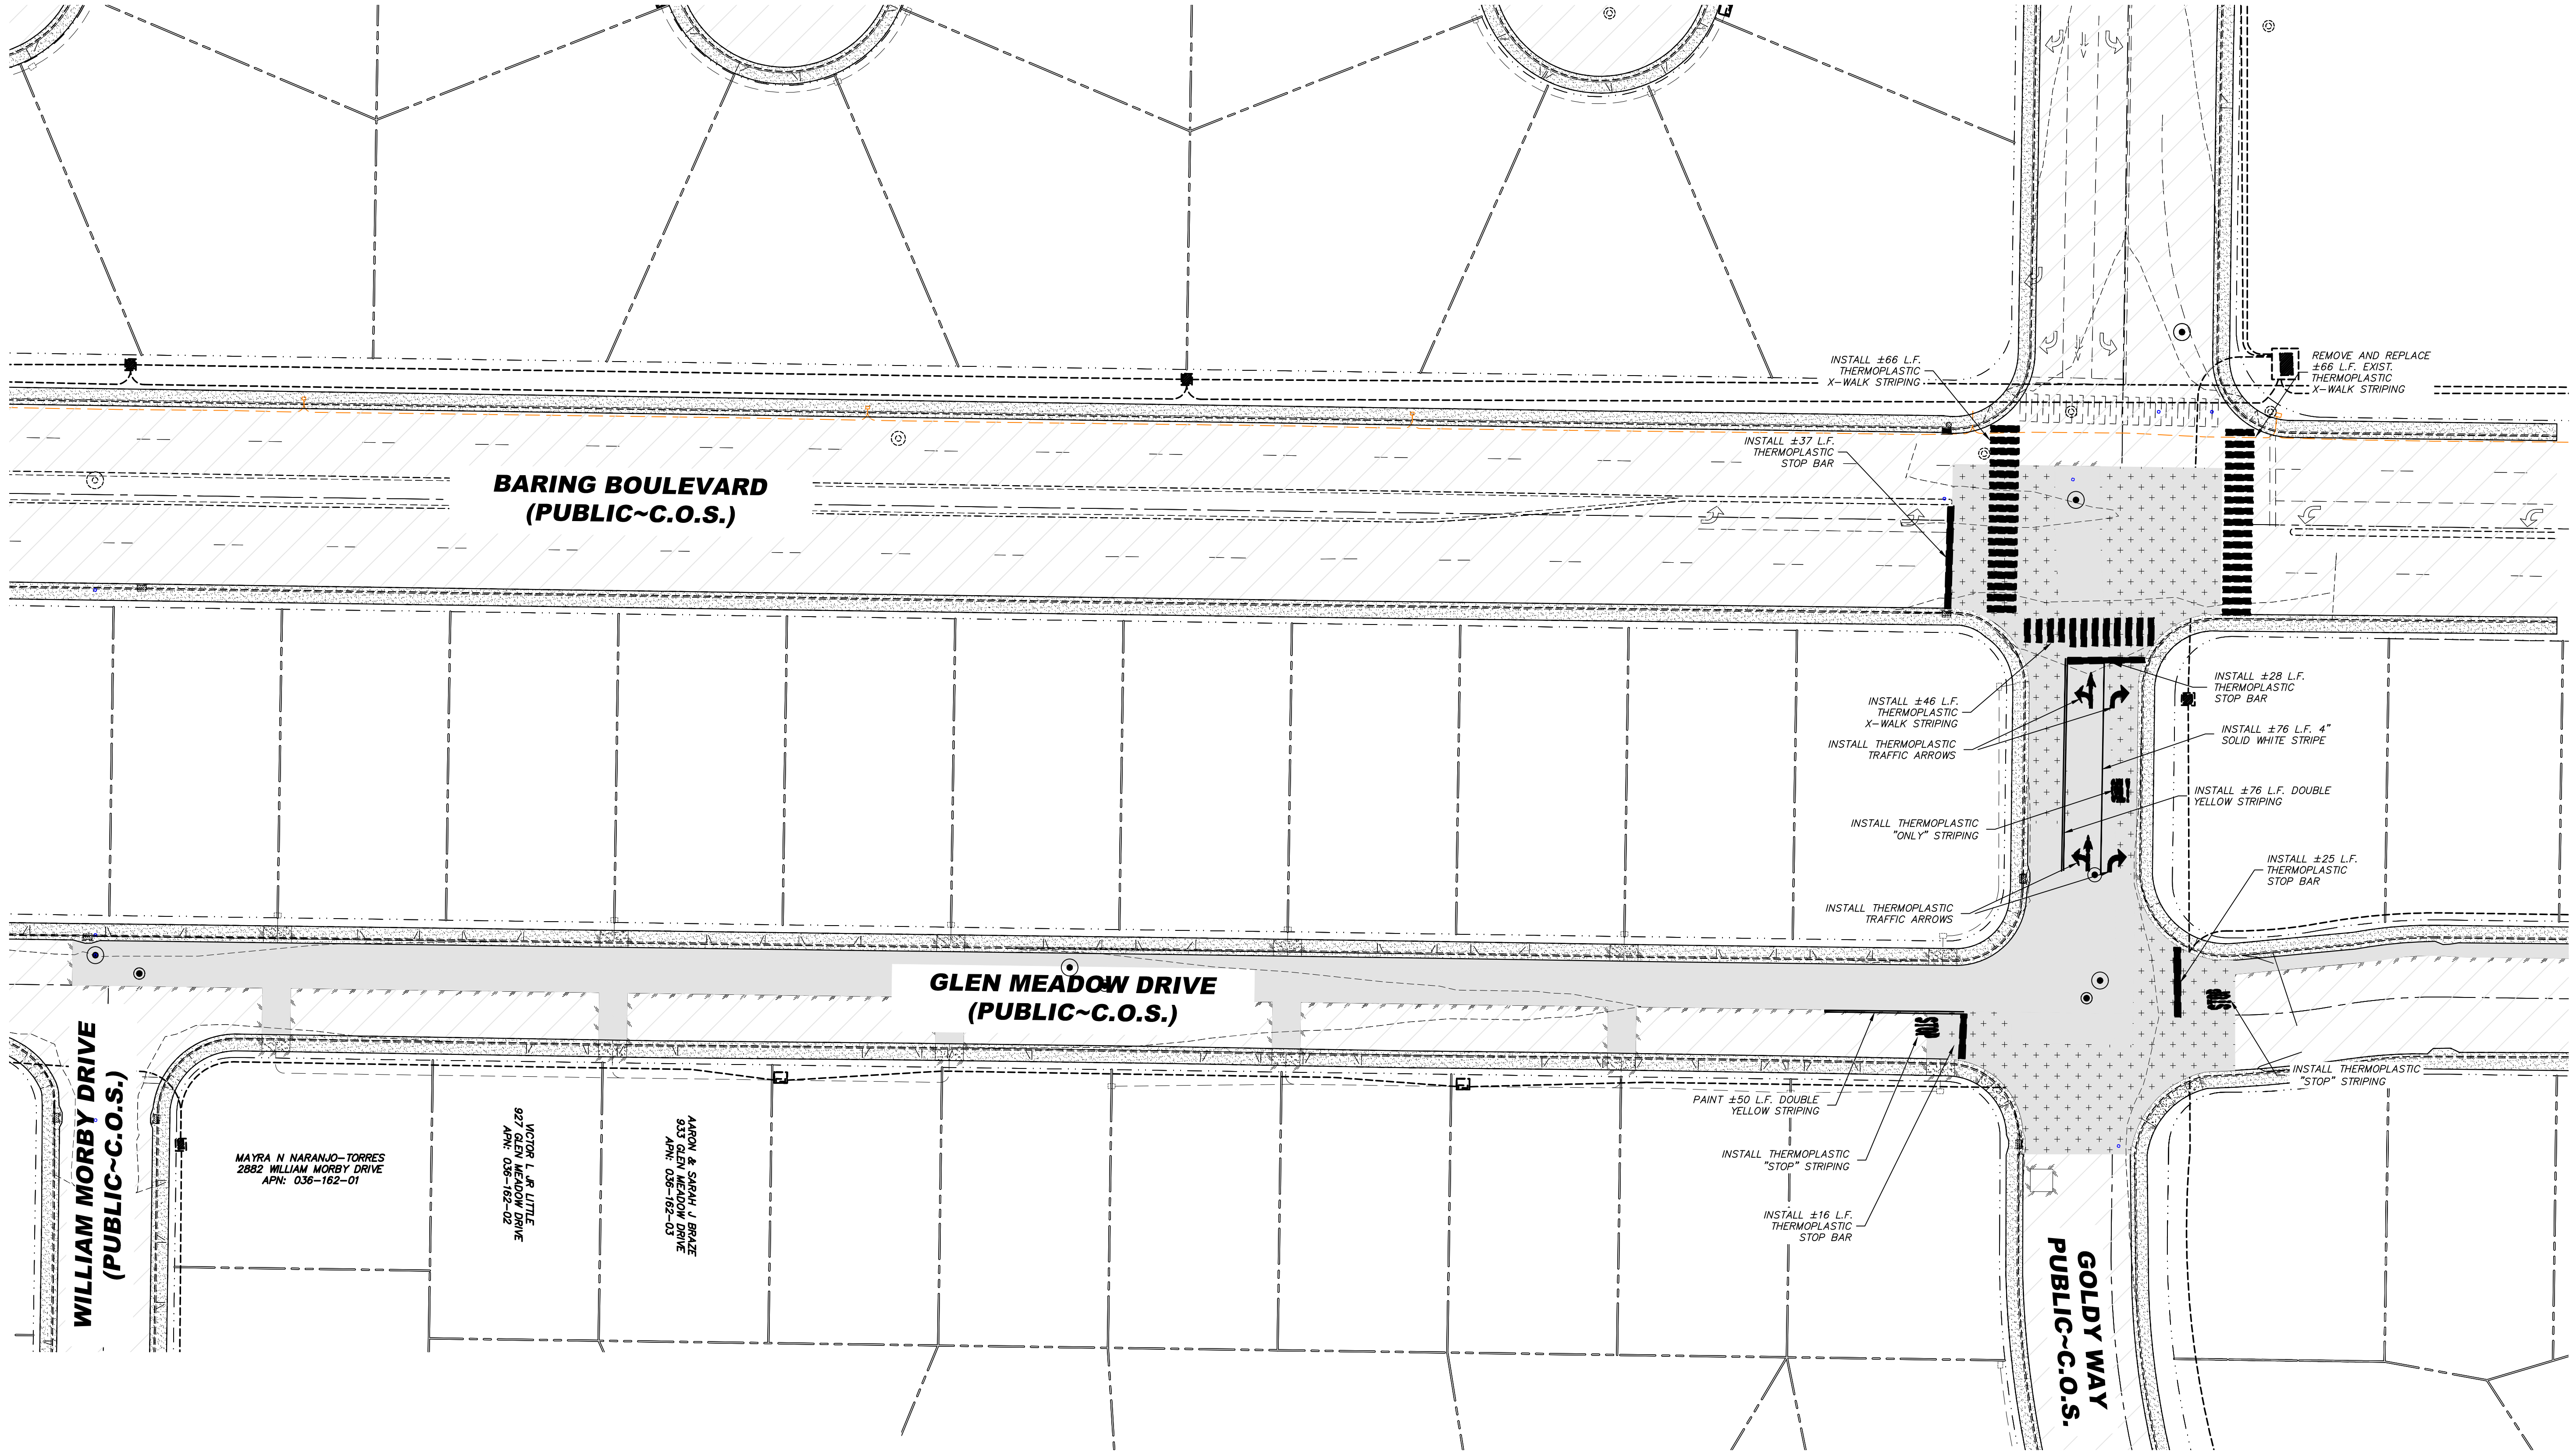 INSTALL ±66 L.F.
THERMOPLASTIC
X-WALK STRIPING
REMOVE AND REPLACE
±66 L.F. EXIST.
THERMOPLASTIC
X-WALK STRIPING
INSTALL ±37 L.F.
THERMOPLASTIC
STOP BAR
BARING BOULEVARD
(PUBLIC~C.O.S.)
INSTALL ±28 L.F.
THERMOPLASTIC
STOP BAR
INSTALL ±46 L.F.
THERMOPLASTIC
X-WALK STRIPING
INSTALL ±76 L.F. 4"
SOLID WHITE STRIPE
INSTALL THERMOPLASTIC
TRAFFIC ARROWS
INSTALL ±76 L.F. DOUBLE
YELLOW STRIPING
INSTALL THERMOPLASTIC
"ONLY" STRIPING
INSTALL ±25 L.F.
THERMOPLASTIC
STOP BAR
INSTALL THERMOPLASTIC
TRAFFIC ARROWS
GLEN MEADOW DRIVE
(PUBLIC~C.O.S.)
STOP
STOP
INSTALL THERMOPLASTIC
"STOP" STRIPING
PAINT ±50 L.F. DOUBLE
YELLOW STRIPING
INSTALL THERMOPLASTIC
"STOP" STRIPING
INSTALL ±16 L.F.
THERMOPLASTIC
STOP BAR
WILLIAM MORBY DRIVE
(PUBLIC~C.O.S.)
MAYRA N NARANJO-TORRES
2882 WILLIAM MORBY DRIVE
APN: 036-162-01
VICTOR L JR LITTLE
927 GLEN MEADOW DRIVE
APN: 036-162-02
AARON & SARAH J BRAZE
933 GLEN MEADOW DRIVE
APN: 036-162-03
GOLDY WAY
PUBLIC~C.O.S.